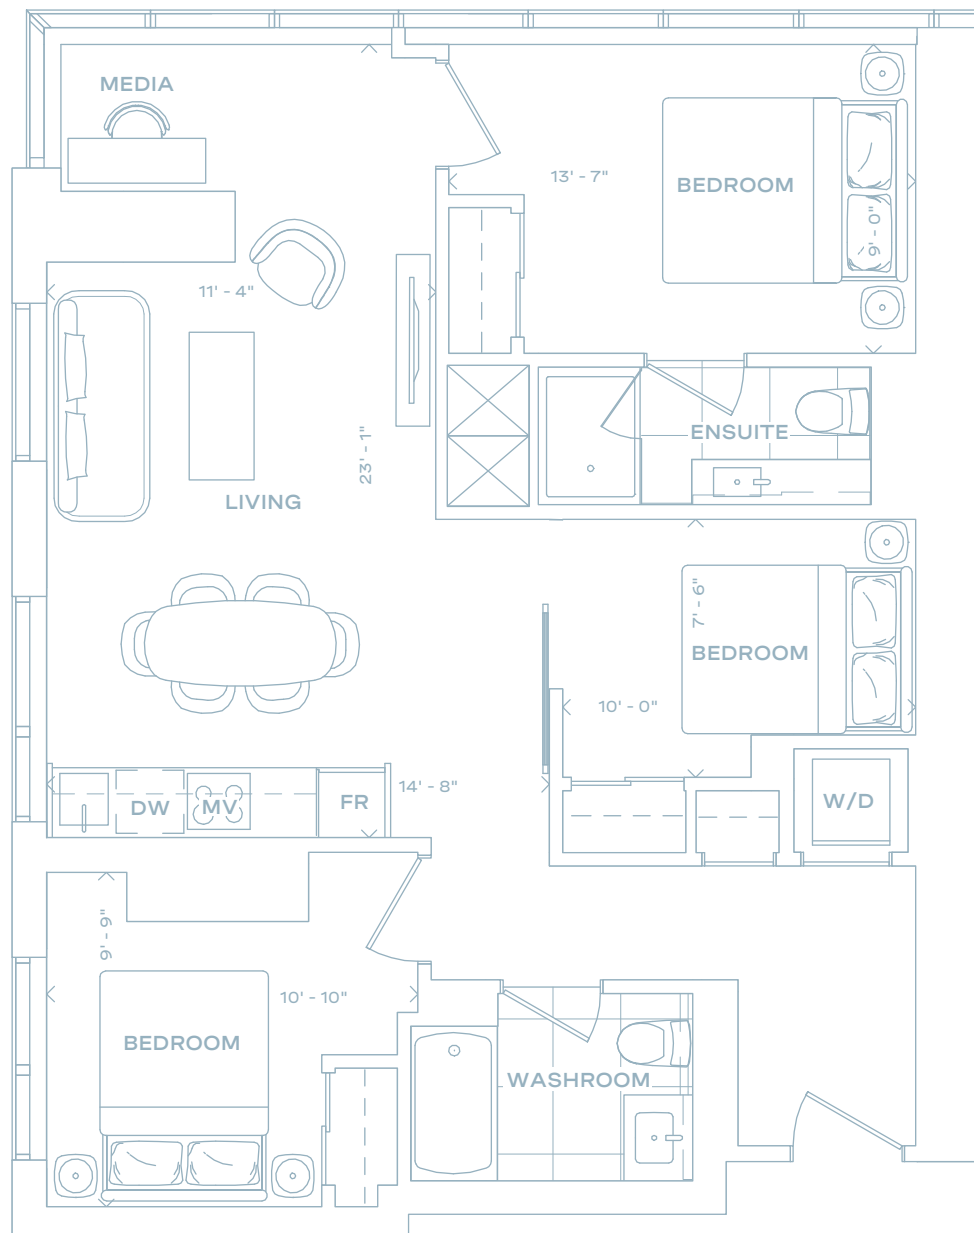 MEDIA
13' - 7"
BEDROOM
9' - 0"
11' - 4"
23' - 1"
ENSUITE
LIVING
7' - 6"
BEDROOM
10' - 0"
14' - 8"
DW
MV
FR
W/D
9' - 9"
10' - 10"
BEDROOM
WASHROOM